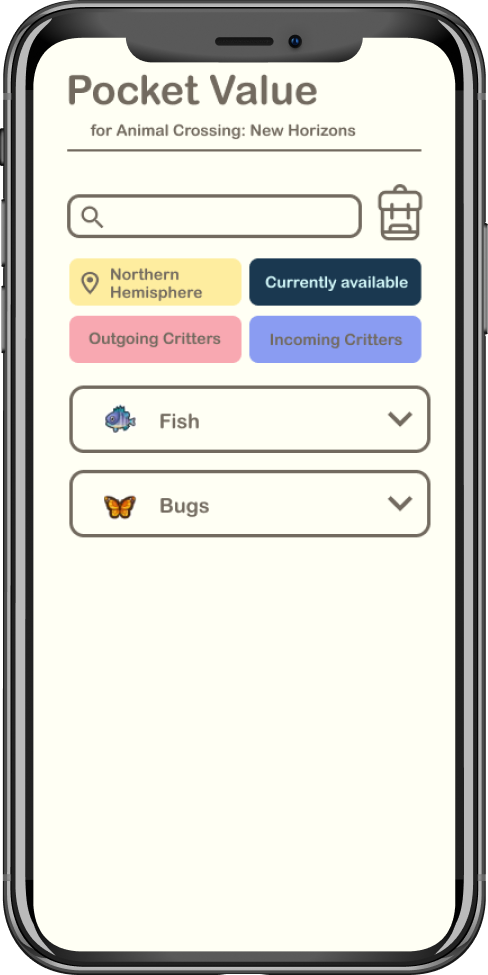 Pocket Value
for Animal Crossing: New Horizons
Northern
Hemisphere
Currently available
Outgoing Critters
Incoming Critters
Fish
Bugs